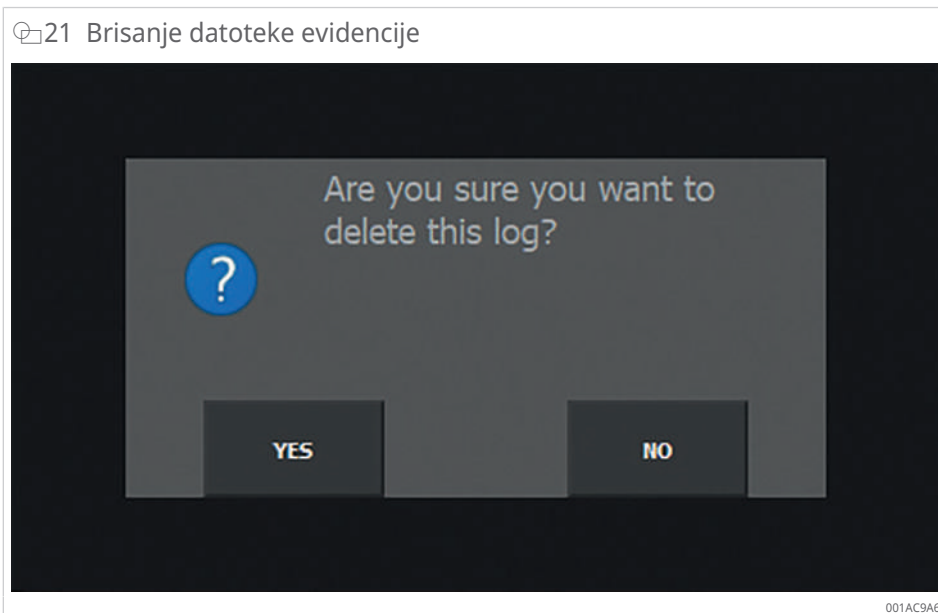 21 Brisanje datoteke evidencije
Are you sure you want to
delete this log?
?
YES
NO
001AC9A6